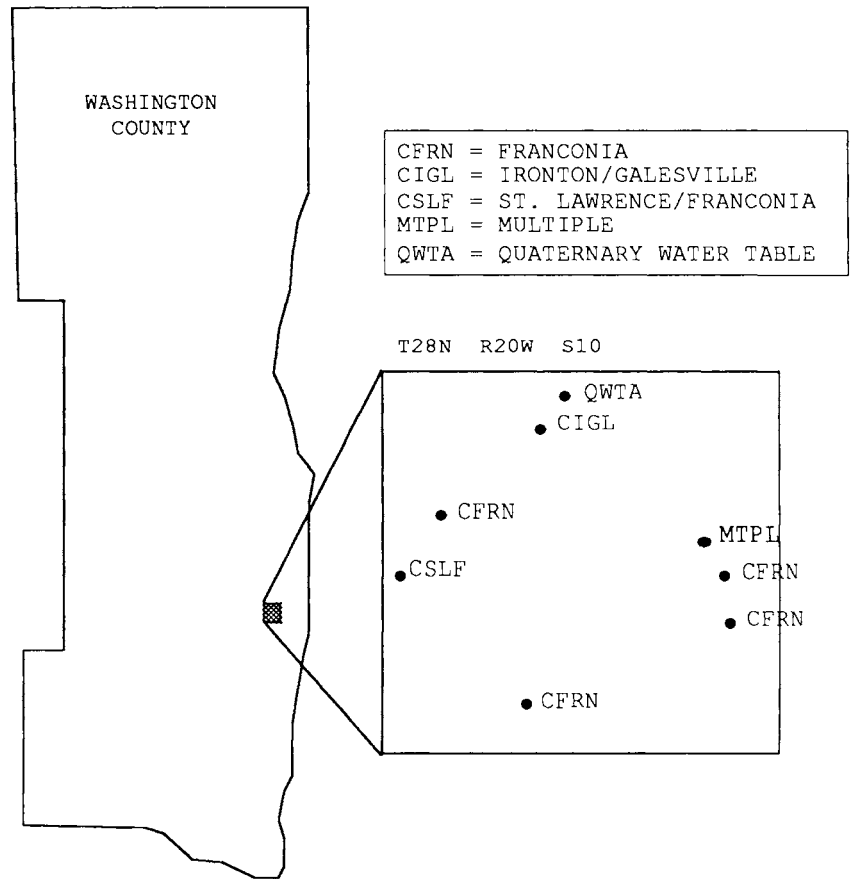 WASHINGTON
COUNTY
CFRN = FRANCONIA
CIGL = IRONTON/GALESVILLE
CSLF = ST. LAWRENCE/FRANCONIA
MTPL = MULTIPLE
QWTA = QUATERNARY WATER TABLE
T28N R20W S10
QWTA
CIGL
CFRN
MTPL
CSLF
CFRN
CFRN
CFRN